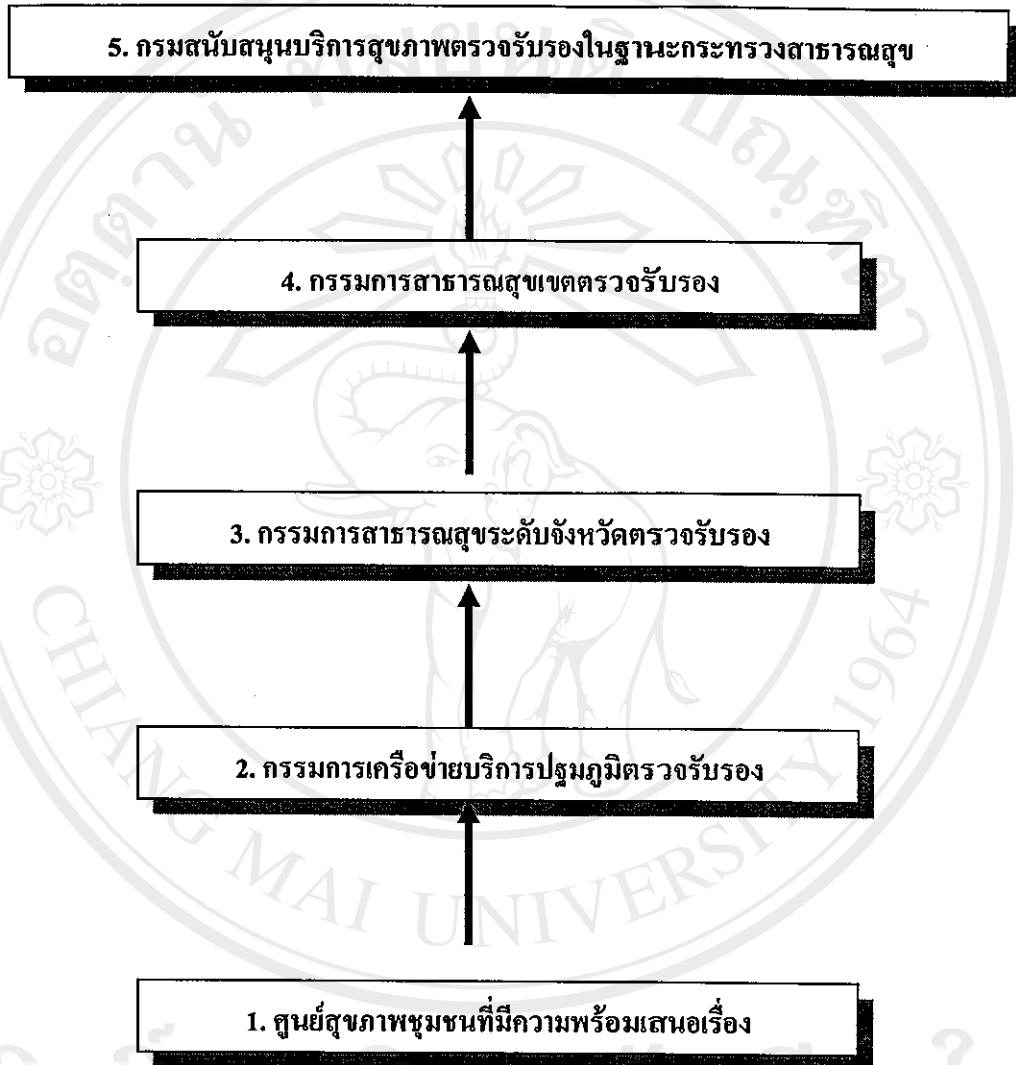 5. กรมสนับสนุนบริการสุขภาพตรวจรับรองในฐานะกระทรวงสาธารณสุข
4. กรรมการสาธารณสุขเขตตรวจรับรอง
3. กรรมการสาธารณสุขระดับจังหวัดตรวจรับรอง
2. กรรมการเครือข่ายบริการปฐมภูมิตรวจรับรอง
1. ศูนย์สุขภาพชุมชนที่มีความพร้อมเสนอเรื่อง
CHIANG MAI UNIVERSITY 1964